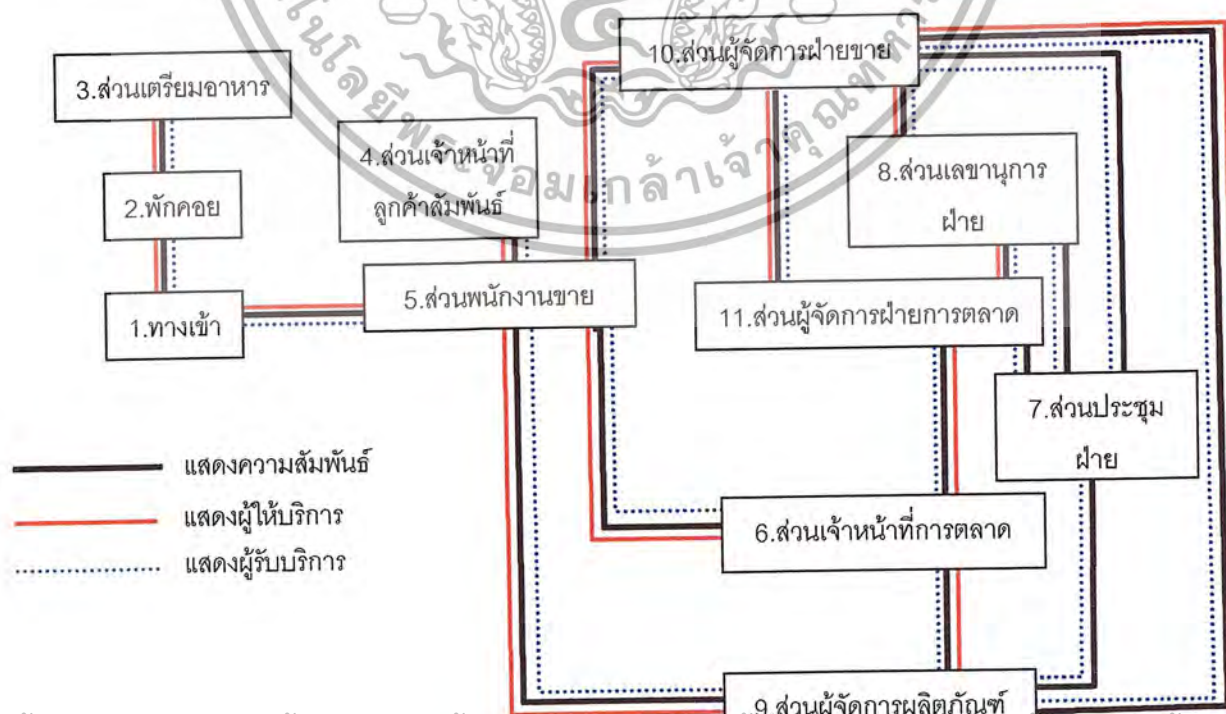 10.ส่วนผู้จัดการฝ่ายขาย
3.ส่วนเตรียมอาหาร
4.ส่วนเจ้าหน้าที่
ลูกค้าสัมพันธ์
8.ส่วนเลขานุการ
ฝ่าย
2.พักคอย
5.ส่วนพนักงานขาย
1.ทางเข้า
11.ส่วนผู้จัดการฝ่ายการตลาด
7.ส่วนประชุม
ฝ่าย
แสดงความสัมพันธ์
แสดงผู้ให้บริการ
แสดงผู้รับบริการ
6.ส่วนเจ้าหน้าที่การตลาด
9.ส่วนผู้จัดการผลิตภัณฑ์